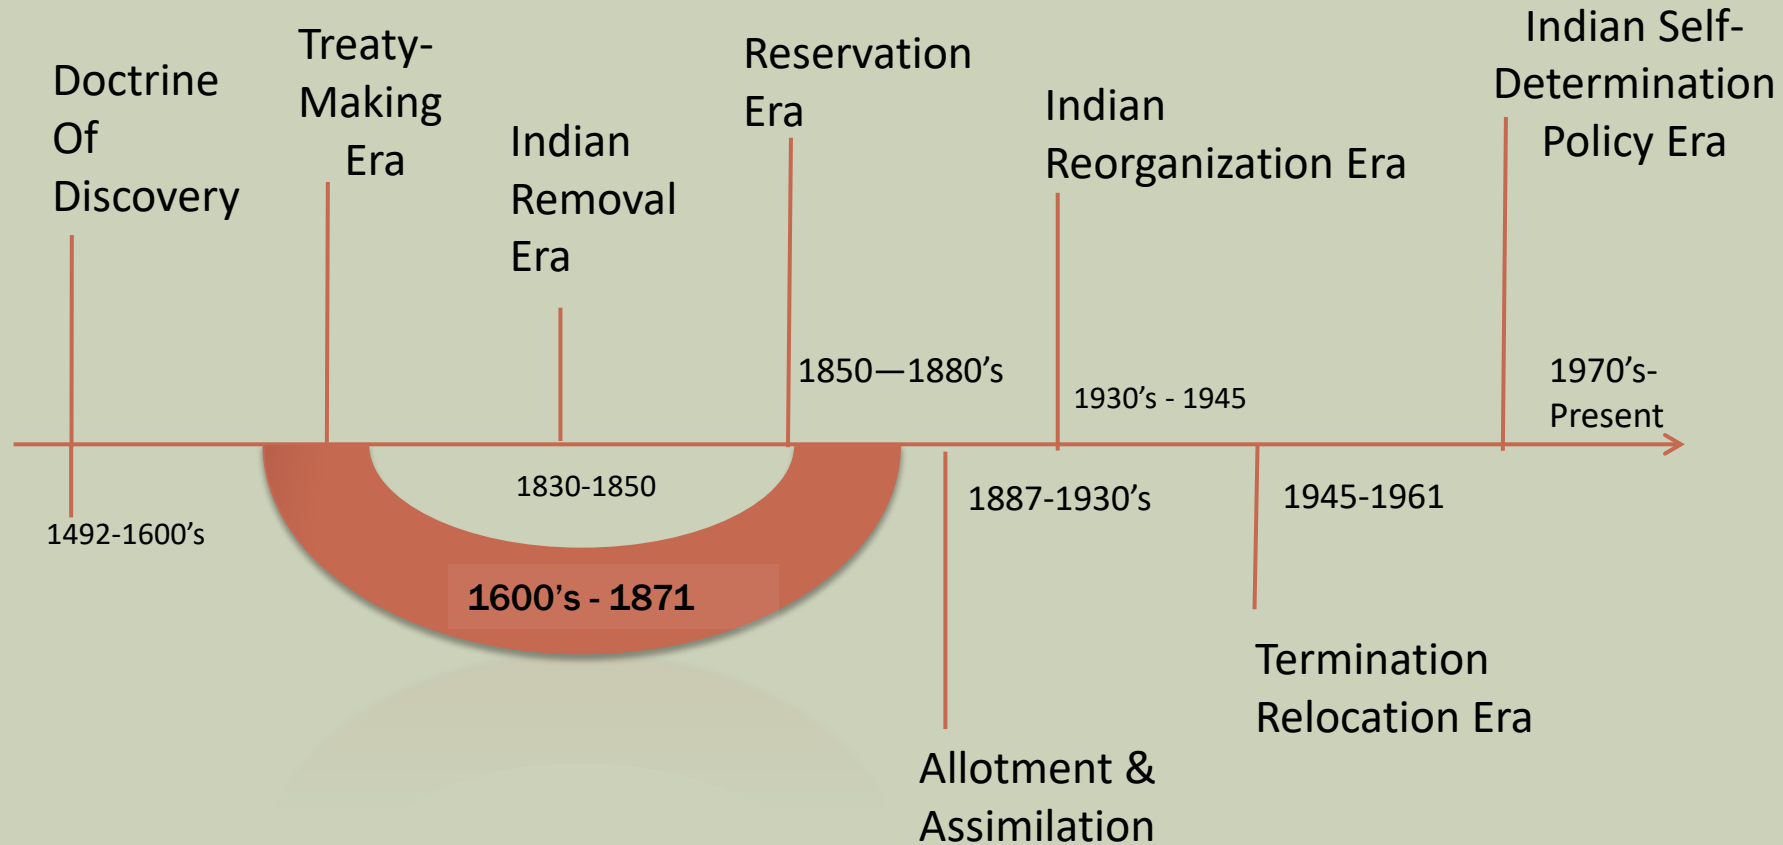 Doctrine
Of
Discovery
1492-1600's
Treaty-
Making
Era
1600's - 1871
Indian
Removal
Era
1830-1850
Reservation
Era
1850—1880's
Allotment &
Assimilation
1887-1930's
Indian
Reorganization Era
1930's - 1945
Termination
Relocation Era
1945-1961
Indian Self-
Determination
Policy Era
1970's-
Present